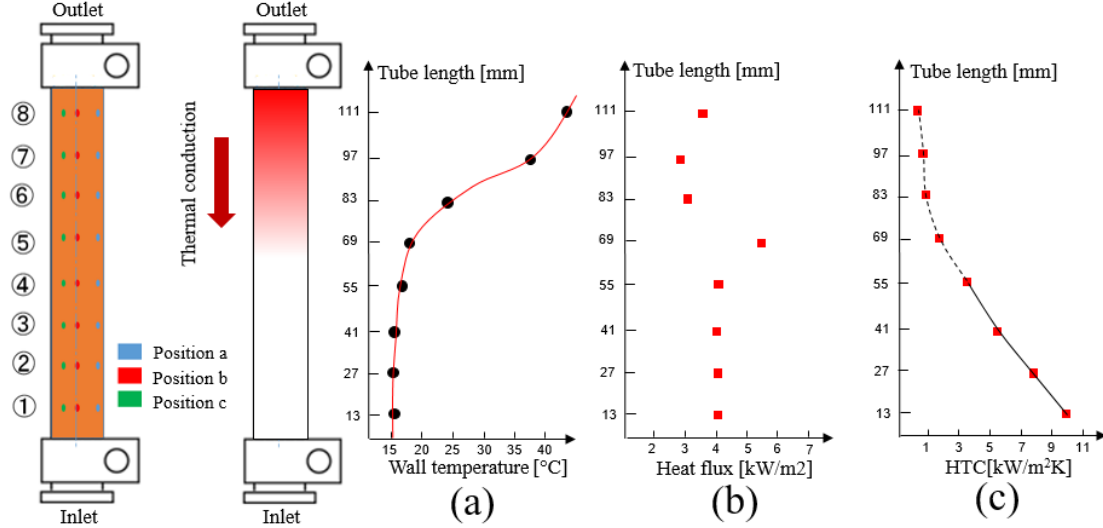 Outlet
Outlet
⑧
⑦
⑥
⑤
④
③
②
①
Position a
Position b
Position c
Inlet
Thermal conduction
Inlet
Tube length [mm]
111
97
83
69
55
41
27
13
15 20 25 30 35 40
Wall temperature [°C]
(a)
Tube length [mm]
111
97
83
69
55
41
27
13
2 3 4 5 6 7
Heat flux [kW/m2]
(b)
Tube length [mm]
111
97
83
69
55
41
27
13
1 3 5 7 9 11
HTC[kW/m²K]
(c)